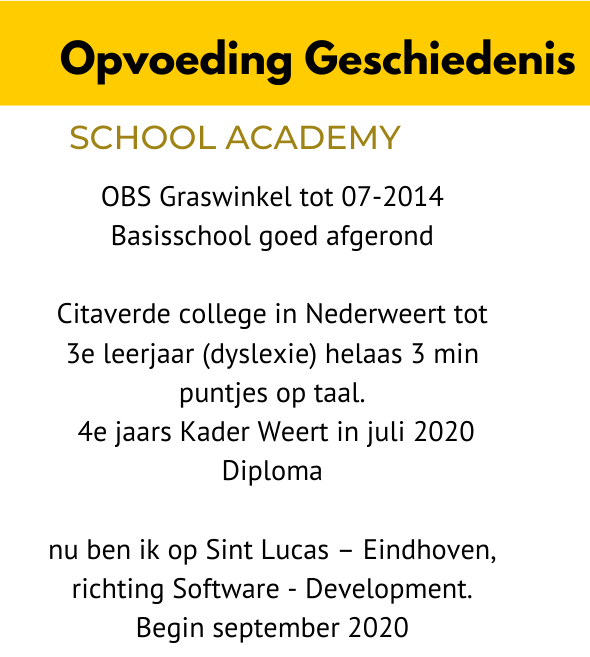 Opvoeding Geschiedenis
SCHOOL ACADEMY
OBS Graswinkel tot 07-2014
Basisschool goed afgerond
Citaverde college in Nederweert tot
3e leerjaar (dyslexie) helaas 3 min
puntjes op taal.
4e jaars Kader Weert in juli 2020
Diploma
nu ben ik op Sint Lucas – Eindhoven,
richting Software - Development.
Begin september 2020